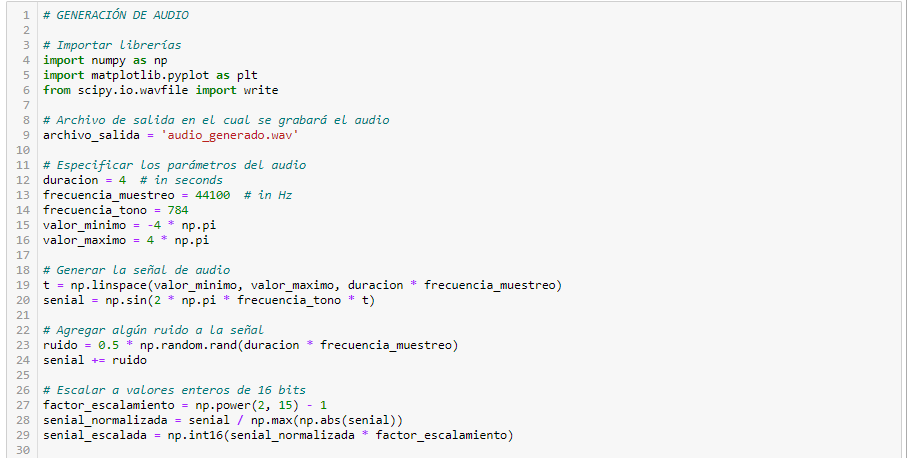 1 # GENERACIÓN DE AUDIO
2
3 # Importar librerías
4 import numpy as np
5 import matplotlib.pyplot as plt
6 from scipy.io.wavfile import write
7
8 # Archivo de salida en el cual se grabará el audio
9 archivo_salida = 'audio_generado.wav'
10
11 # Especificar los parámetros del audio
12 duracion = 4  # in seconds
13 frecuencia_muestreo = 44100  # in Hz
14 frecuencia_tono = 784
15 valor_minimo = -4 * np.pi
16 valor_maximo = 4 * np.pi
17
18 # Generar la señal de audio
19 t = np.linspace(valor_minimo, valor_maximo, duracion * frecuencia_muestreo)
20 senial = np.sin(2 * np.pi * frecuencia_tono * t)
21
22 # Agregar algún ruido a la señal
23 ruido = 0.5 * np.random.rand(duracion * frecuencia_muestreo)
24 senial += ruido
25
26 # Escalar a valores enteros de 16 bits
27 factor_escalamiento = np.power(2, 15) - 1
28 senial_normalizada = senial / np.max(np.abs(senial))
29 senial_escalada = np.int16(senial_normalizada * factor_escalamiento)
30